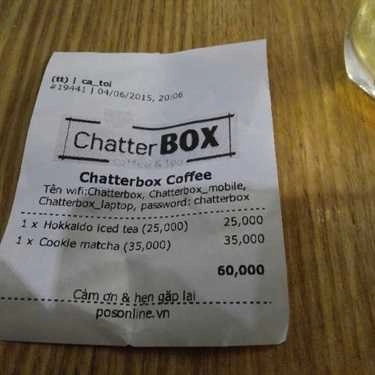 (tt) | ca_toi
#19441 | 04/06/2015, 20:06
ChatterBOX
coffee & tea
Chatterbox Coffee
Tên wifi:Chatterbox, Chatterbox_mobile,
Chatterbox_laptop, password: chatterbox
1 x Hokkaido iced tea (25,000) 25,000
1 x Cookie matcha (35,000) 35,000
60,000
Cảm ơn & hẹn gặp lại
posonline.vn